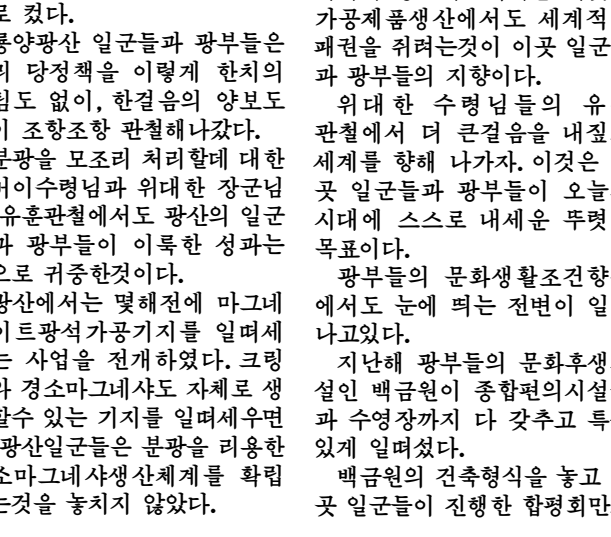 로 컸다.
룡양광산 일군들과 광부들은
당정책을 이렇게 한치의
없이, 한걸음의 양보도
조항조항 관철해나갔다.
분광을 모조리 처리할데 대한
위대한 장군님
유훈관철에서도 광산의 일군
광부들이 이룩한 성과는
귀중한것이다.
광산에서는 몇해전에 마그네
이트광석가공기지를 일떠세
사업을 전개하였다. 크링
경소마그네샤도 자체로 생
할수 있는 기지를 일떠세우면
광산일군들은 분광을 리용한
소마그네샤생산체계를 확립
는것을 놓치지 않았다.
가공제품생산에서도 세계적
패권을 쥐려는것이 이곳 일군
과 광부들의 지향이다.
위대한 수령님들의 유
관철에서 더 큰걸음을 내짚
세계를 향해 나가자. 이것은
곳 일군들과 광부들이 오늘
시대에 스스로 내세운 뚜렷
목표이다.
광부들의 문화생활조건향
에서도 눈에 띄는 전변이 일
나고있다.
지난해 광부들의 문화후생
설인 백금원이 종합편의시설
과 수영장까지 다 갖추고 특
있게 일떠섰다.
백금원의 건축형식을 놓고
곳 일군들이 진행한 합평회만